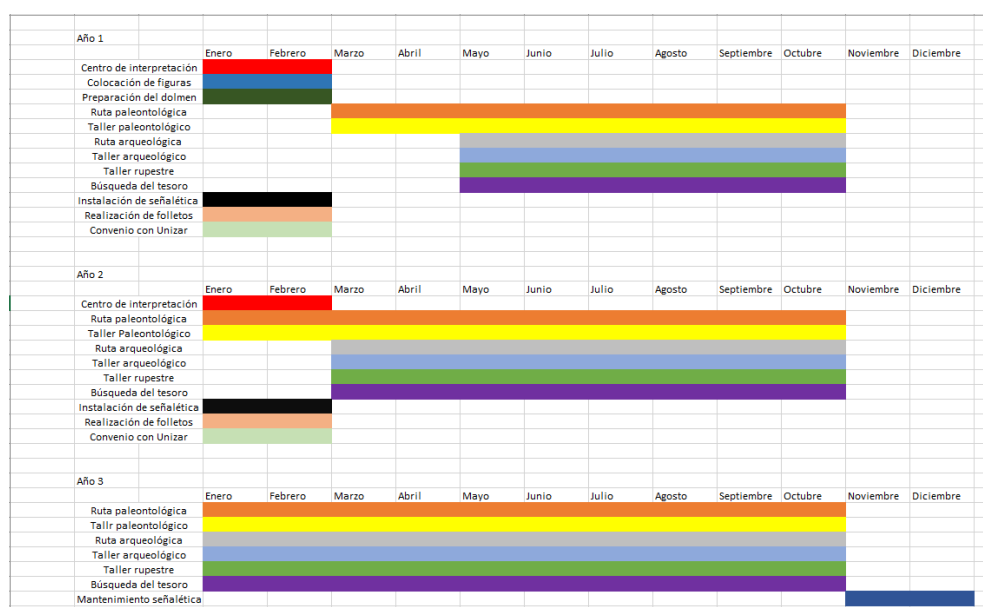 Año 1
Enero Febrero Marzo Abril Mayo Junio Julio Agosto Septiembre Octubre Noviembre Diciembre
Centro de interpretación
Colocación de figuras
Preparación del dolmen
Ruta paleontológica
Taller paleontológico
Ruta arqueológica
Taller arqueológico
Taller rupestre
Búsqueda del tesoro
Instalación de señalética
Realización de folletos
Convenio con Unizar
Año 2
Enero Febrero Marzo Abril Mayo Junio Julio Agosto Septiembre Octubre Noviembre Diciembre
Centro de interpretación
Ruta paleontológica
Taller Paleontológico
Ruta arqueológica
Taller arqueológico
Taller rupestre
Búsqueda del tesoro
Instalación de señalética
Realización de folletos
Convenio con Unizar
Año 3
Enero Febrero Marzo Abril Mayo Junio Julio Agosto Septiembre Octubre Noviembre Diciembre
Ruta paleontológica
Tallr paleontológico
Ruta arqueológica
Taller arqueológico
Taller rupestre
Búsqueda del tesoro
Mantenimiento señalética